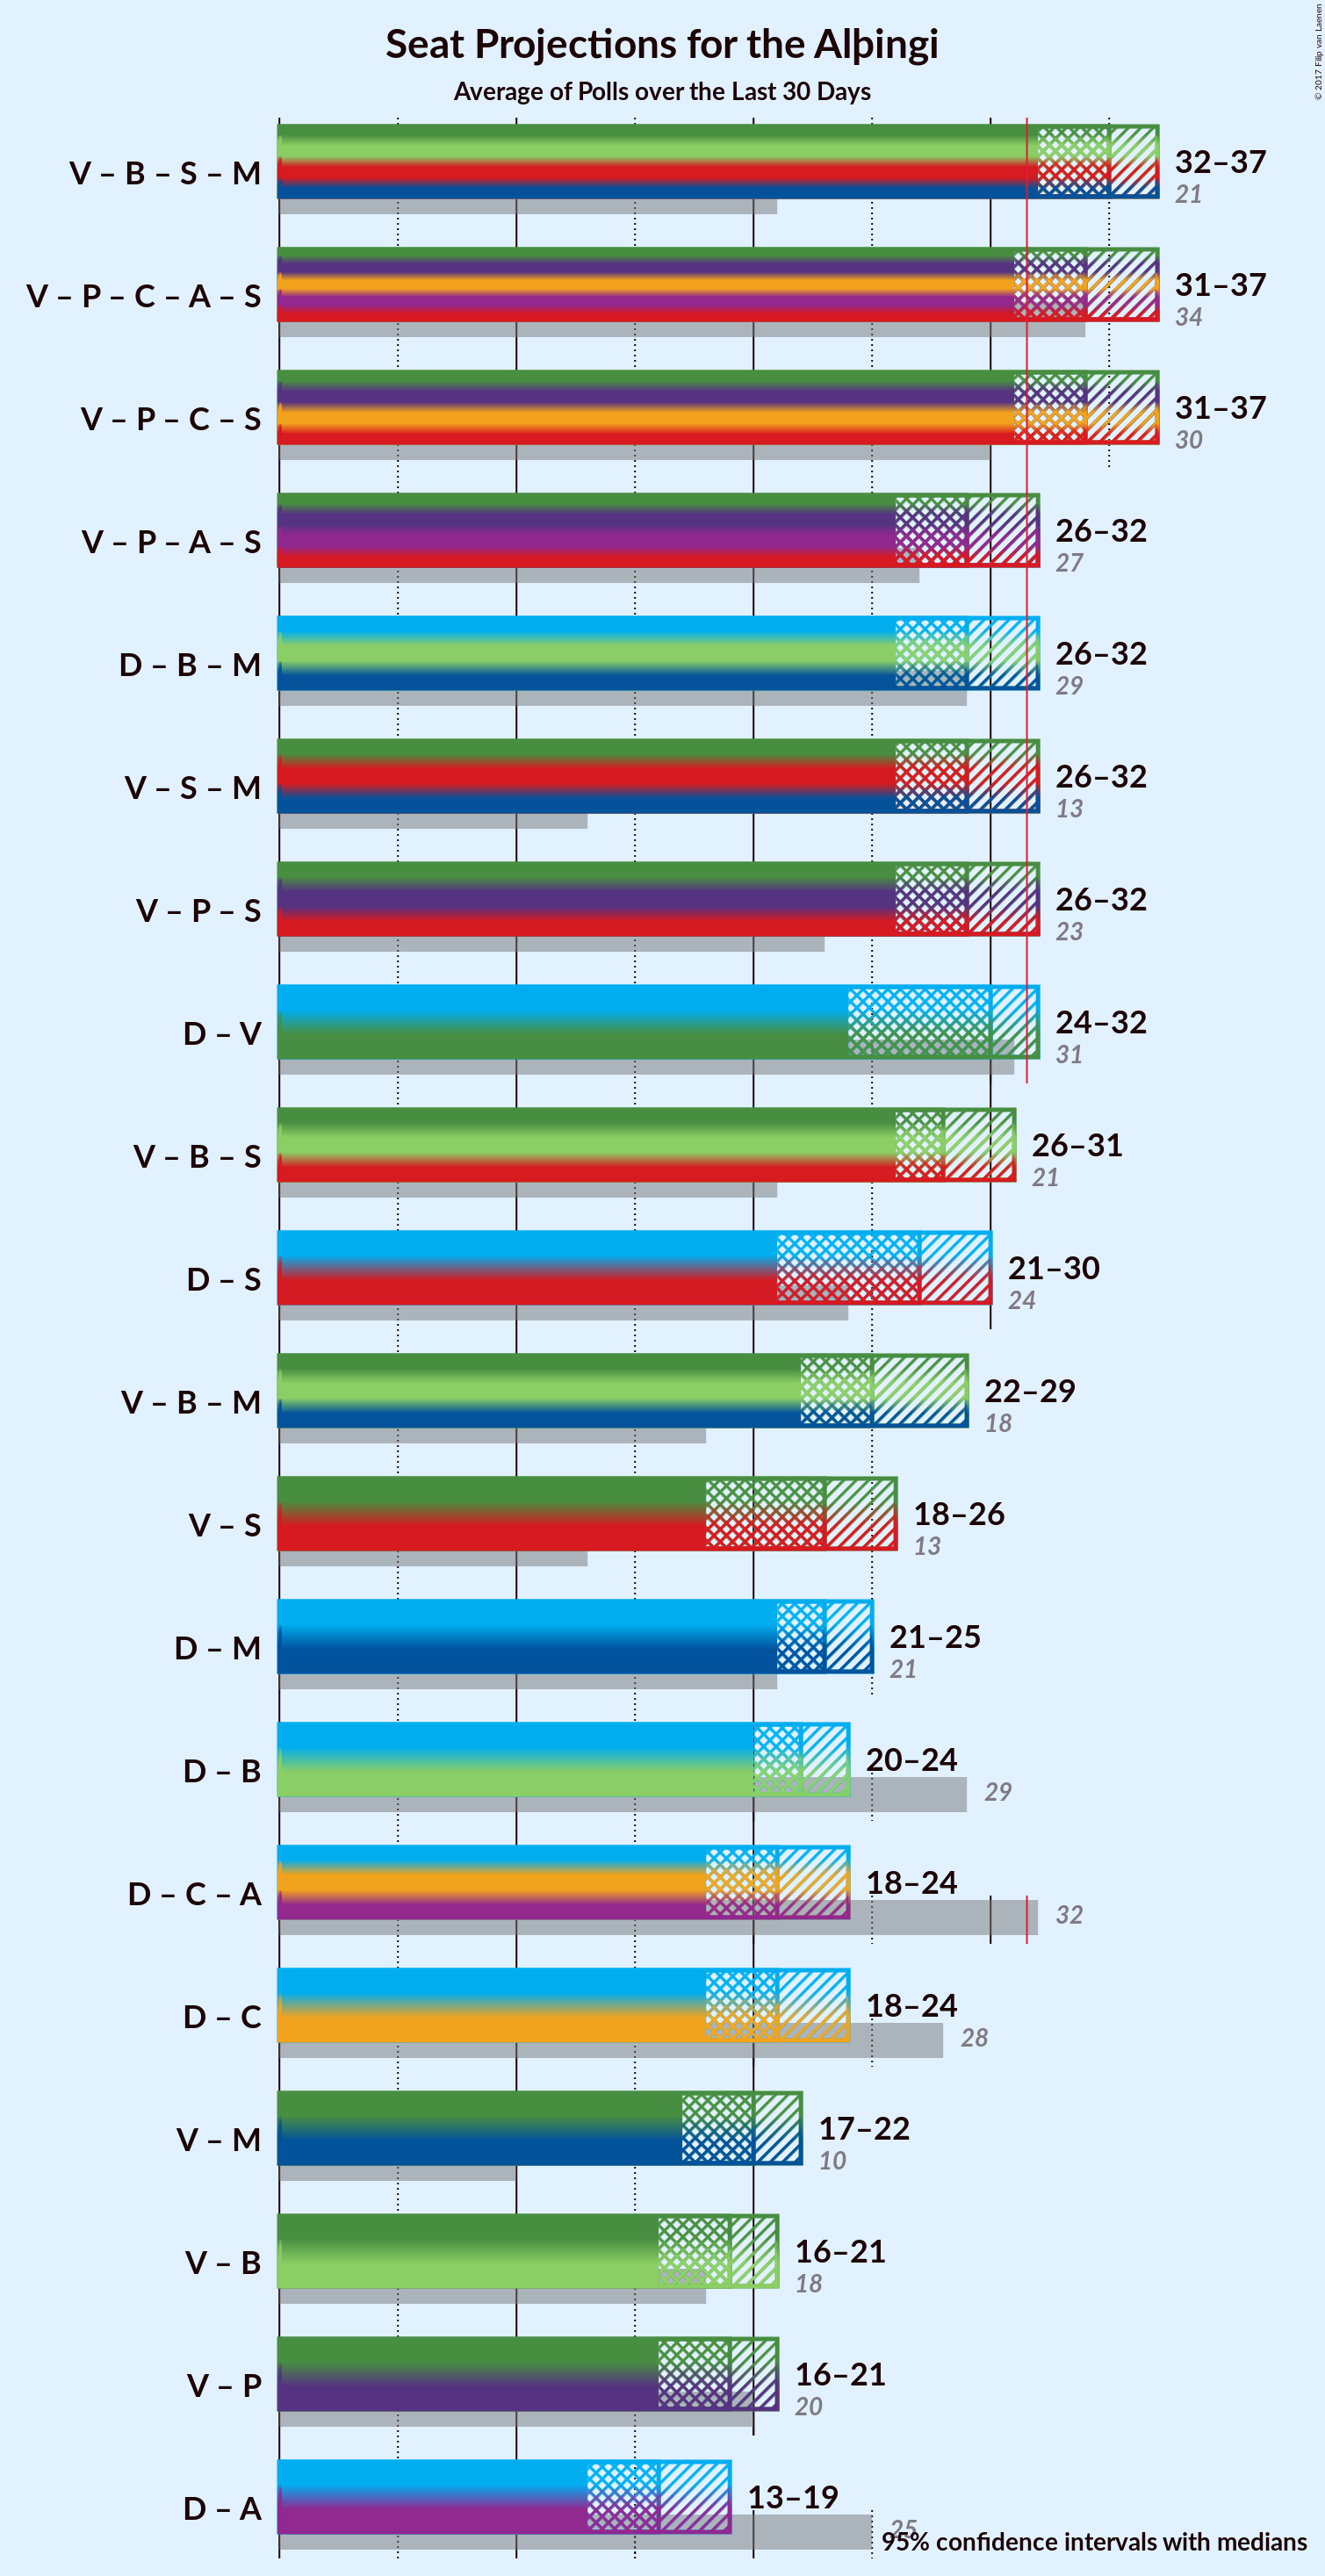 Seat Projections for the Alþingi
Average of Polls over the Last 30 Days
© 2017 Filip van Laenen
V – B – S – M
32–37
21
V – P – C – A – S
31–37
34
V – P – C – S
31–37
30
V – P – A – S
26–32
27
D – B – M
26–32
29
V – S – M
26–32
13
V – P – S
26–32
23
D – V
24–32
31
V – B – S
26–31
21
D – S
21–30
24
V – B – M
22–29
18
V – S
18–26
13
D – M
21–25
21
D – B
20–24
29
D – C – A
18–24
32
D – C
18–24
28
V – M
17–22
10
V – B
16–21
18
V – P
16–21
20
D – A
13–19
25
95% confidence intervals with medians